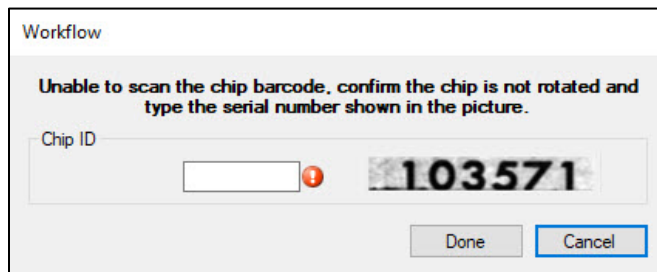 Workflow
Unable to scan the chip barcode, confirm the chip is not rotated and
type the serial number shown in the picture.
Chip ID
103571
Done
Cancel